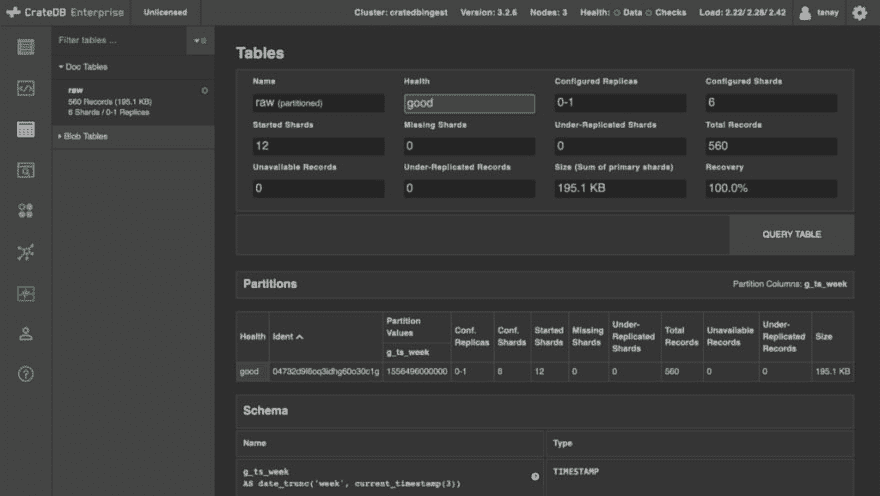 CrateDB Enterprise Unlicensed Cluster: cratedbingest Version: 3.2.6 Nodes: 3 Health: Data Checks Load: 2.22/ 2.28/ 2.42 tanay
Filter tables ...
Doc Tables
raw
560 Records (195.1 KB)
6 Shards / 0-1 Replicas
Blob Tables
Tables
Name Health Configured Replicas Configured Shards
raw (partitioned) good 0-1 6
Started Shards Missing Shards Under-Replicated Shards Total Records
12 0 0 560
Unavailable Records Under-Replicated Records Size (Sum of primary shards) Recovery
0 0 195.1 KB 100.0%
QUERY TABLE
Partitions Partition Columns: g_ts_week
Health Ident Partition Values g_ts_week Conf. Replicas Conf. Shards Started Shards Missing Shards Under-Replicated Shards Total Records Unavailable Records Under-Replicated Records Size
good 1556496000000 0-1 6 12 0 0 560 0 0 195.1 KB
Schema
Name Type
g_ts_week TIMESTAMP
AS date_trunc('week', current_timestamp(3))